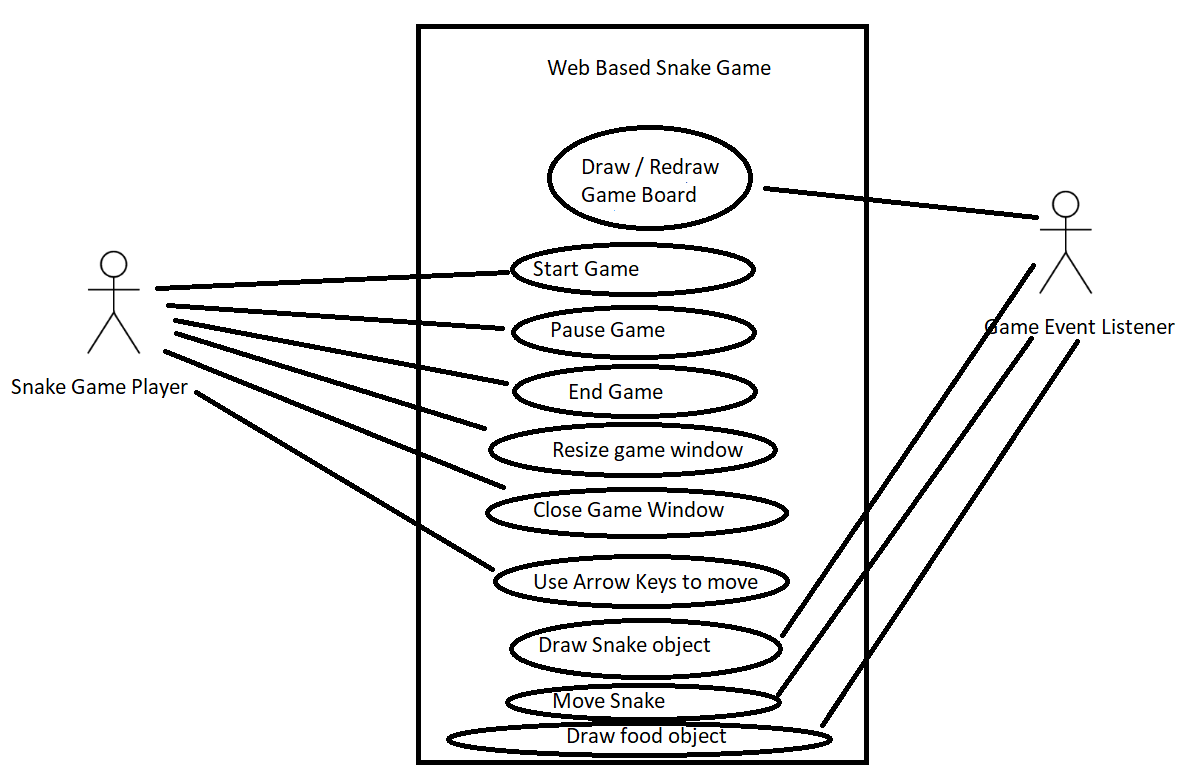 Web Based Snake Game
Draw / Redraw
Game Board
Start Game
Pause Game
End Game
Resize game window
Close Game Window
Use Arrow Keys to move
Draw Snake object
Move Snake
Draw food object
Snake Game Player
Game Event Listener